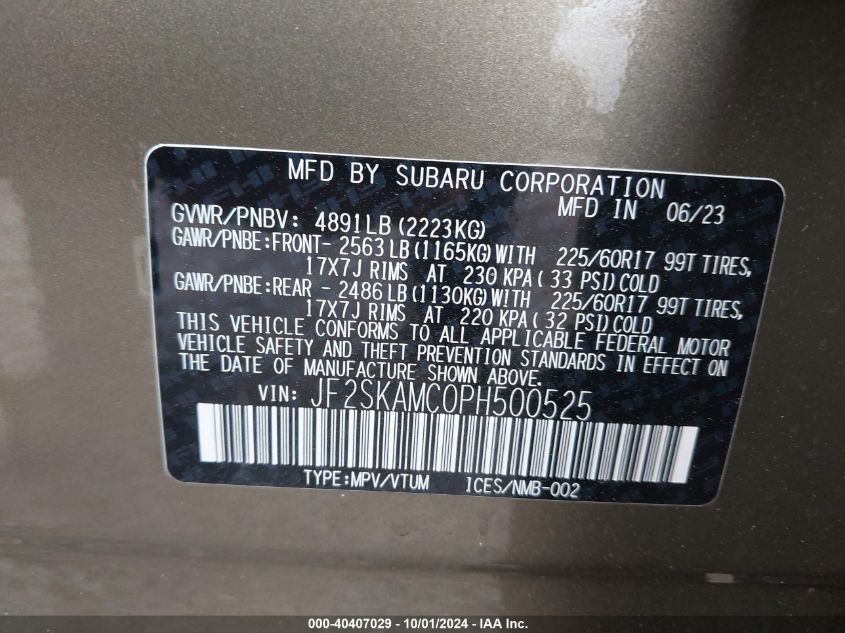 MFD BY SUBARU CORPORATION
MFD IN 06/23
GVWR/PNBV: 4891LB(2223KG)
GAWR/PNBE:FRONT- 2563LB(1165KG)WITH 225/60R17 99T TIRES,
17X7J RIMS AT 230 KPA(33 PSI)COLD
GAWR/PNBE:REAR - 2486LB(1130KG)WITH 225/60R17 99T TIRES,
17X7J RIMS AT 220 KPA(32 PSI)COLD
THIS VEHICLE CONFORMS TO ALL APPLICABLE FEDERAL MOTOR
VEHICLE SAFETY AND THEFT PREVENTION STANDARDS IN EFFECT ON
THE DATE OF MANUFACTURE SHOWN ABOVE.
VIN: JF2SKAMC0PH500525
TYPE:MPV/VTUM ICES/NMB-002
000-40407029 - 10/01/2024 - IAA Inc.